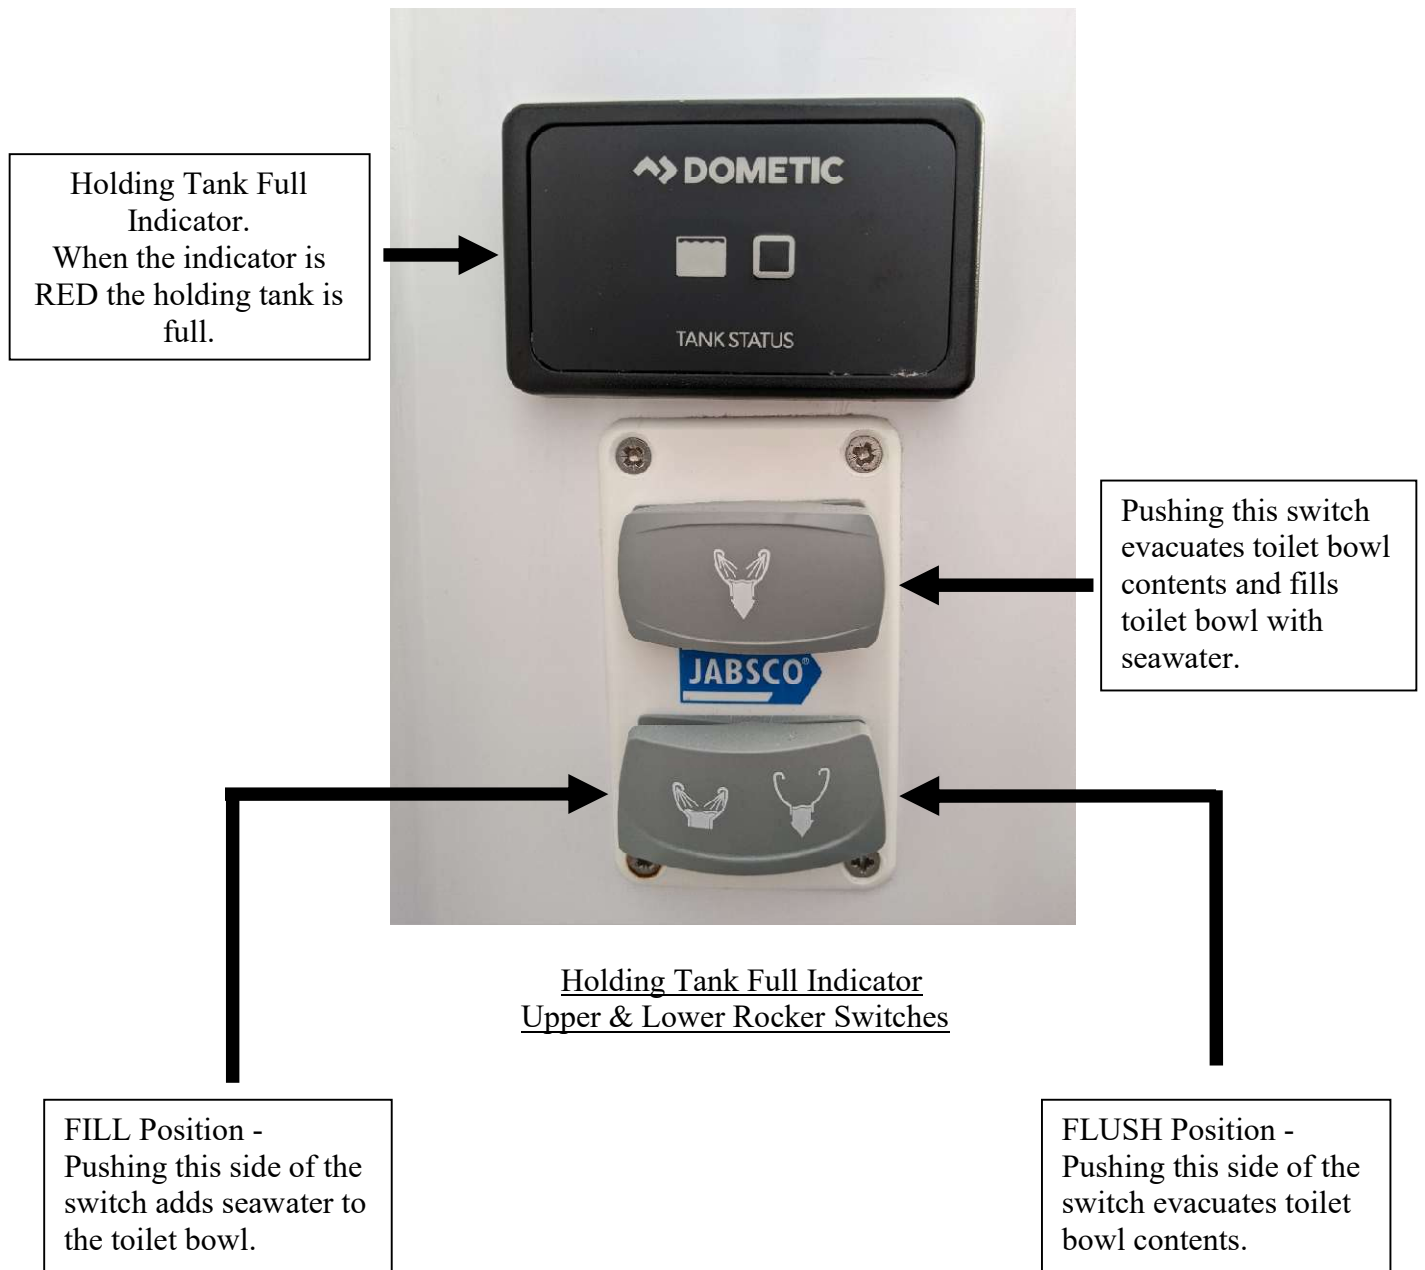 Holding Tank Full
Indicator.
When the indicator is
RED the holding tank is
full.
DOMETIC
TANK STATUS
Pushing this switch
evacuates toilet bowl
contents and fills
toilet bowl with
seawater.
JABSCO®
Holding Tank Full Indicator
Upper & Lower Rocker Switches
FILL Position -
Pushing this side of the
switch adds seawater to
the toilet bowl.
FLUSH Position -
Pushing this side of the
switch evacuates toilet
bowl contents.